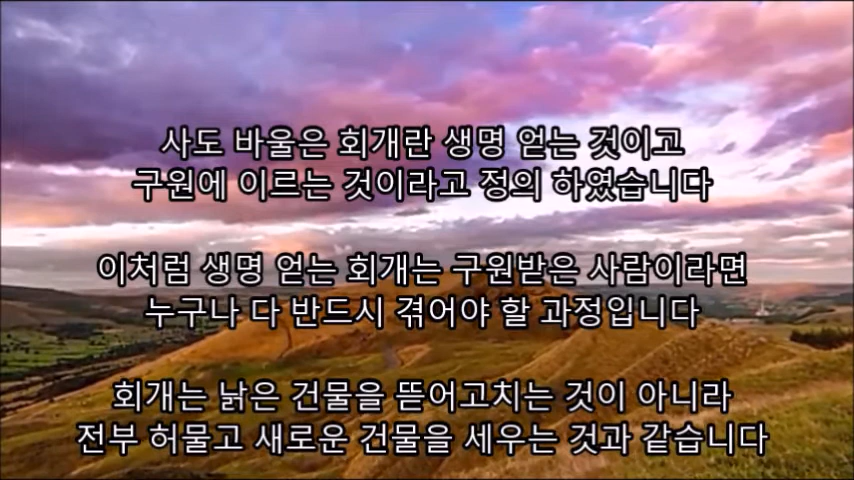 사도 바울은 회개란 생명 얻는 것이고
구원에 이르는 것이라고 정의 하였습니다
이처럼 생명 얻는 회개는 구원받은 사람이라면
누구나 다 반드시 겪어야 할 과정입니다
회개는 낡은 건물을 뜯어고치는 것이 아니라
전부 허물고 새로운 건물을 세우는 것과 같습니다